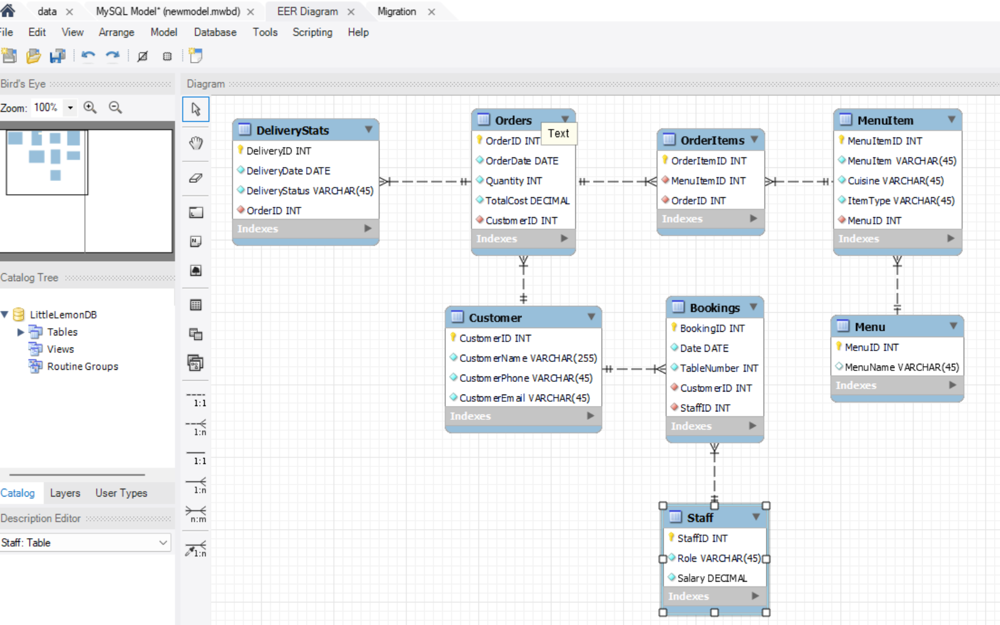 data
MySQL Model* (newmodel.mwbd)
EER Diagram
Migration
File Edit View Arrange Model Database Tools Scripting Help
Bird's Eye
Zoom: 100%
Catalog Tree
LittleLemonDB
Tables
Views
Routine Groups
Catalog Layers User Types
Description Editor
Staff: Table
Diagram
1:1
1:n
1:1
1:n
n:m
1:n
DeliveryStats
DeliveryID INT
DeliveryDate DATE
DeliveryStatus VARCHAR(45)
OrderID INT
Indexes
Orders
Text
OrderID INT
OrderDate DATE
Quantity INT
TotalCost DECIMAL
CustomerID INT
Indexes
OrderItems
OrderItemID INT
MenuItemID INT
OrderID INT
Indexes
MenuItem
MenuItemID INT
MenuItem VARCHAR(45)
Cuisine VARCHAR(45)
ItemType VARCHAR(45)
MenuID INT
Indexes
Customer
CustomerID INT
CustomerName VARCHAR(255)
CustomerPhone VARCHAR(45)
CustomerEmail VARCHAR(45)
Indexes
Bookings
BookingID INT
Date DATE
TableNumber INT
CustomerID INT
StaffID INT
Indexes
Menu
MenuID INT
MenuName VARCHAR(45)
Indexes
Staff
StaffID INT
Role VARCHAR(45)
Salary DECIMAL
Indexes